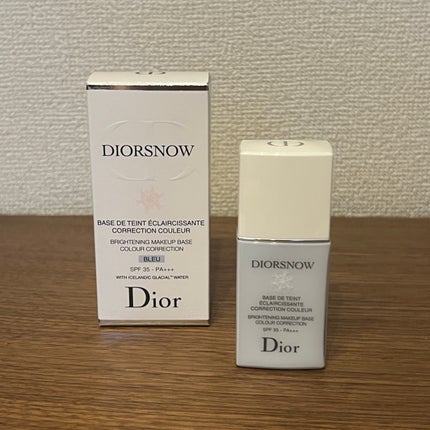 DIORSNOW
BASE DE TEINT ÉCLAIRCISSANTE
CORRECTION COULEUR
BRIGHTENING MAKEUP BASE
COLOUR CORRECTION
BLEU
SPF 35 - PA+++
WITH ICELANDIC GLACIAL™ WATER
Dior
DIORSNOW
BASE DE TEINT
ÉCLAIRCISSANTE
CORRECTION COULEUR
BRIGHTENING MAKEUP BASE
COLOUR CORRECTION
SPF 35 - PA+++
Dior